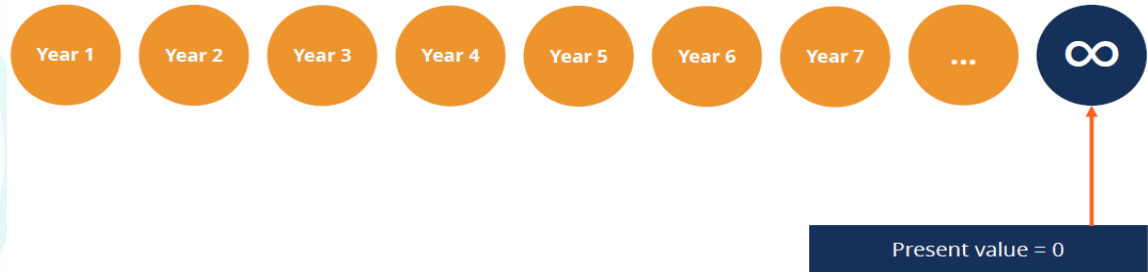 Year 1 Year 2 Year 3 Year 4 Year 5 Year 6 Year 7 ... ∞
Present value = 0